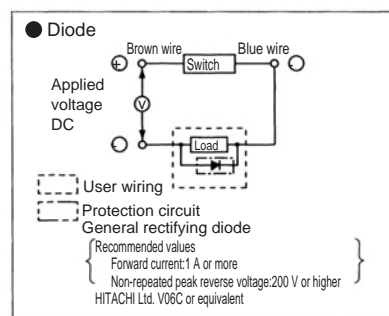 ● Diode
Brown wire
Blue wire
+
Switch
-
Applied
voltage
DC
V
-
Load
User wiring
Protection circuit
General rectifying diode
Recommended values
Forward current:1 A or more
Non-repeated peak reverse voltage:200 V or higher
HITACHI Ltd. V06C or equivalent